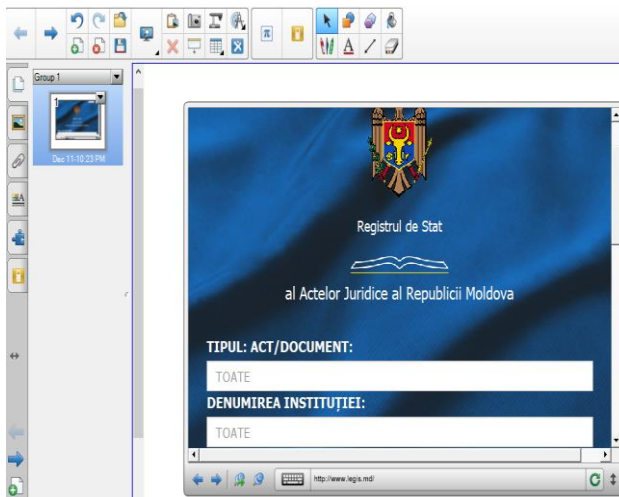 Group 1
1
Dec 11-10:23 PM
Registrul de Stat
al Actelor Juridice al Republicii Moldova
TIPUL: ACT/DOCUMENT:
TOATE
DENUMIREA INSTITUȚIEI:
TOATE
http://www.legis.md/